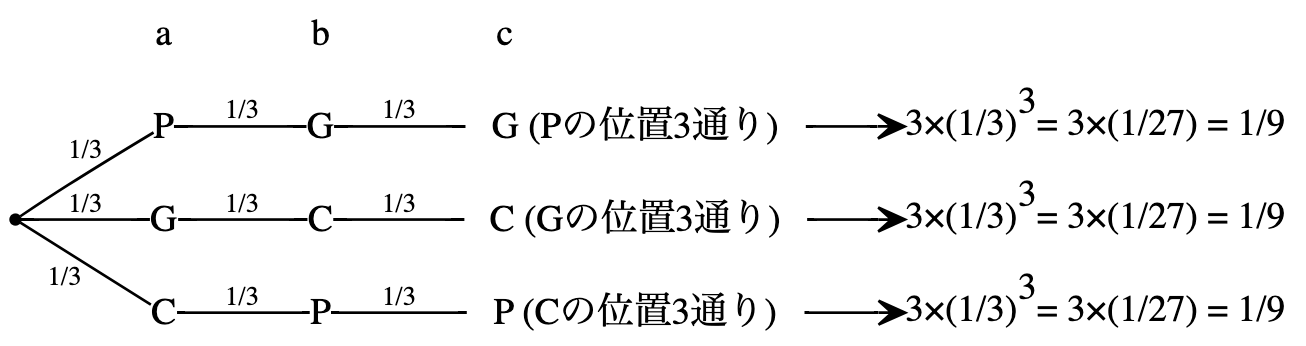 a b c
1/3 P 1/3 G 1/3 G (Pの位置3通り) 3×(1/3)³= 3×(1/27) = 1/9
1/3 G 1/3 C 1/3 C (Gの位置3通り) 3×(1/3)³= 3×(1/27) = 1/9
1/3 C 1/3 P 1/3 P (Cの位置3通り) 3×(1/3)³= 3×(1/27) = 1/9